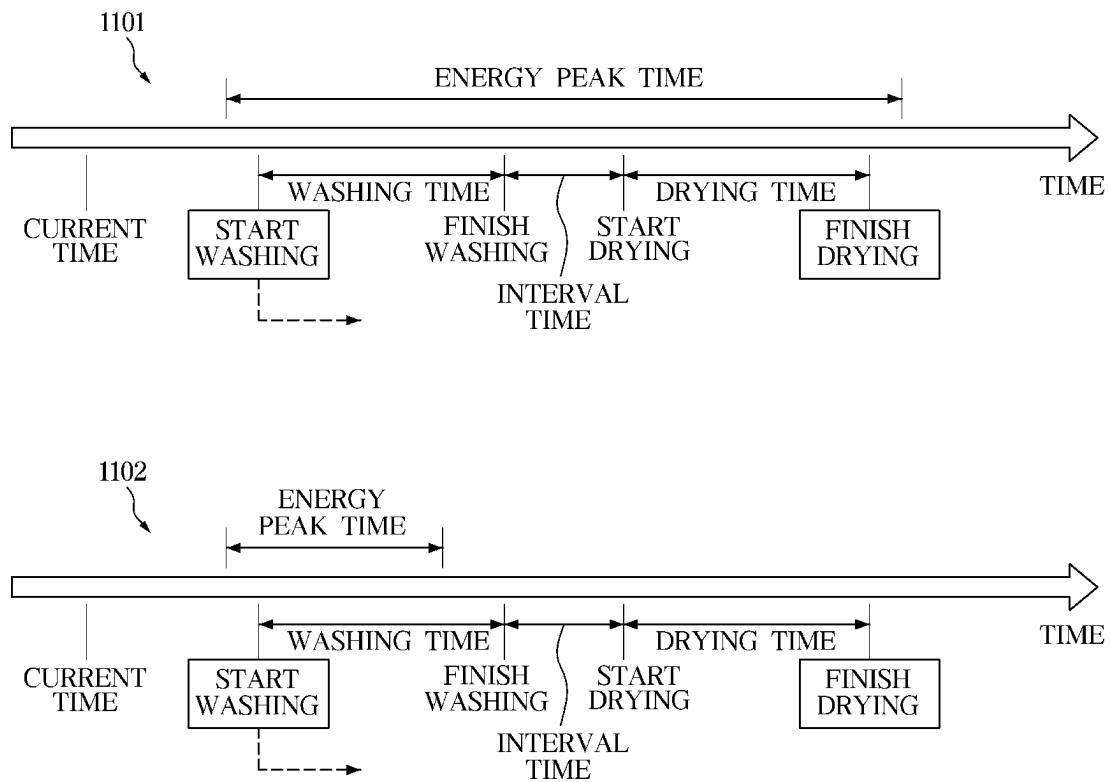 1101
ENERGY PEAK TIME
WASHING TIME
DRYING TIME
TIME
CURRENT
TIME
START
WASHING
FINISH
WASHING
START
DRYING
FINISH
DRYING
INTERVAL
TIME
1102
ENERGY
PEAK TIME
WASHING TIME
DRYING TIME
TIME
CURRENT
TIME
START
WASHING
FINISH
WASHING
START
DRYING
FINISH
DRYING
INTERVAL
TIME